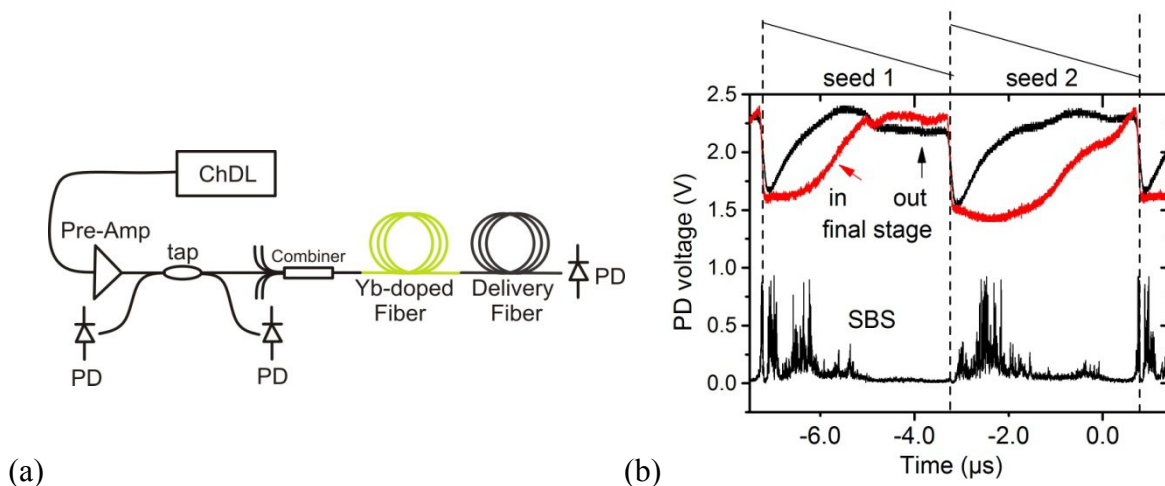 ChDL
Pre-Amp
tap
Combiner
PD
PD
Yb-doped
Fiber
Delivery
Fiber
PD
(a)
seed 1
seed 2
2.5
2.0
1.5
1.0
0.5
0.0
PD voltage (V)
in
out
final stage
SBS
-6.0
-4.0
-2.0
0.0
Time (µs)
(b)